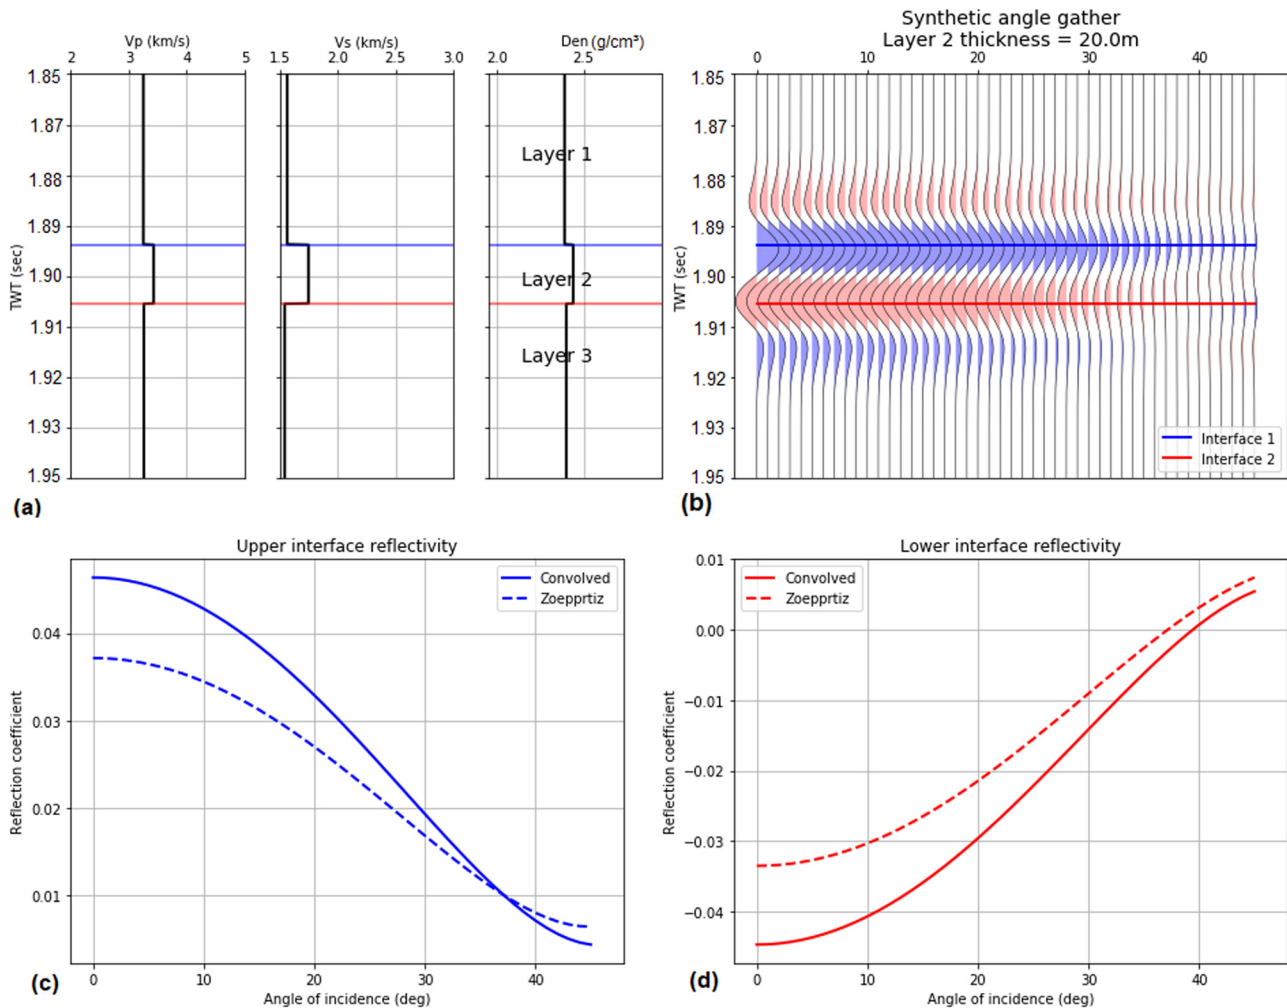 Vp (km/s)
2 3 4 5
Vs (km/s)
1.5 2.0 2.5 3.0
Den (g/cm³)
2.0 2.5
Synthetic angle gather
Layer 2 thickness = 20.0m
0 10 20 30 40
1.85
1.87
1.88
1.89
1.90
1.91
1.92
1.93
1.95
TWT (sec)
Layer 1
Layer 2
Layer 3
(a)
1.85
1.87
1.88
1.89
1.90
1.91
1.92
1.93
1.95
TWT (sec)
Interface 1
Interface 2
(b)
Upper interface reflectivity
Convolved
Zoepprtiz
0.04
0.03
0.02
0.01
Reflection coefficient
0 10 20 30 40
Angle of incidence (deg)
(c)
Lower interface reflectivity
Convolved
Zoepprtiz
0.01
0.00
−0.01
−0.02
−0.03
−0.04
Reflection coefficient
0 10 20 30 40
Angle of incidence (deg)
(d)